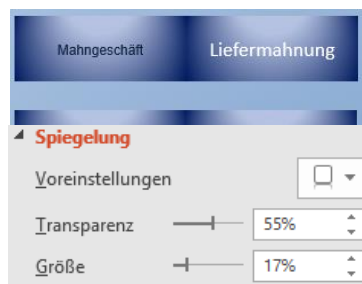 Mahngeschäft Liefermahnung
Spiegelung
Voreinstellungen
Transparenz 55%
Größe 17%